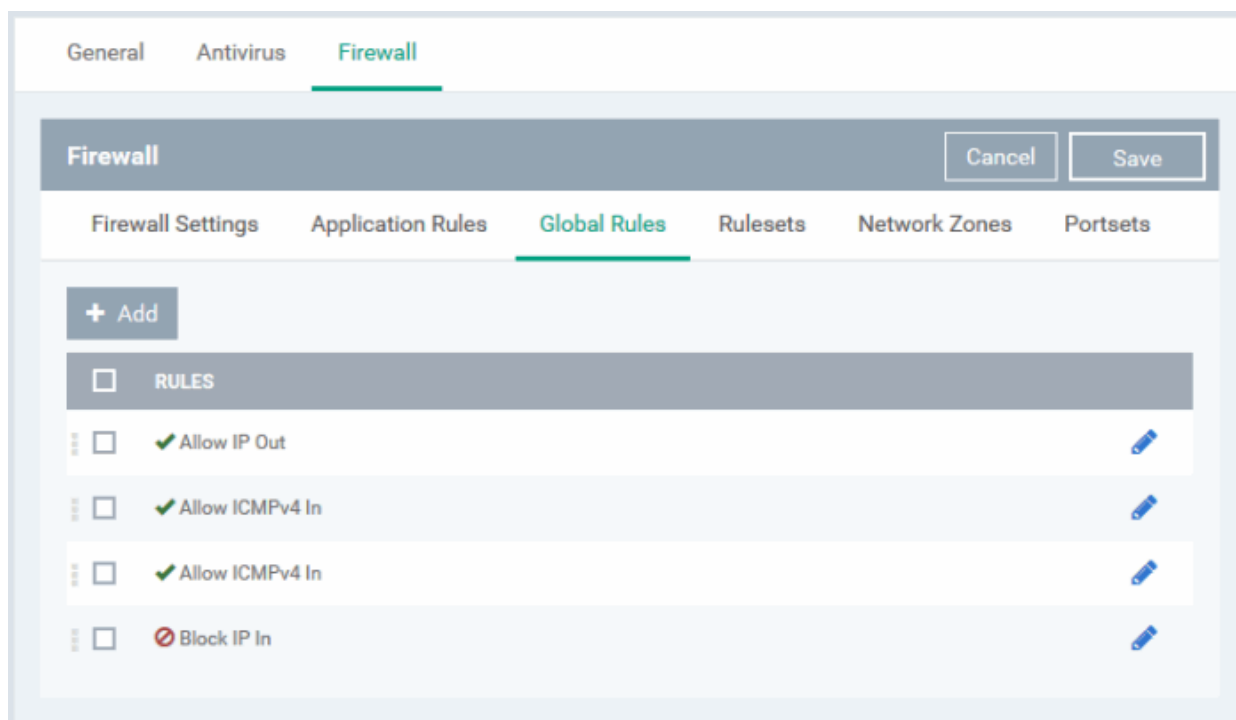 General Antivirus Firewall
Firewall Cancel Save
Firewall Settings Application Rules Global Rules Rulesets Network Zones Portsets
+ Add
RULES
Allow IP Out
Allow ICMPv4 In
Allow ICMPv4 In
Block IP In